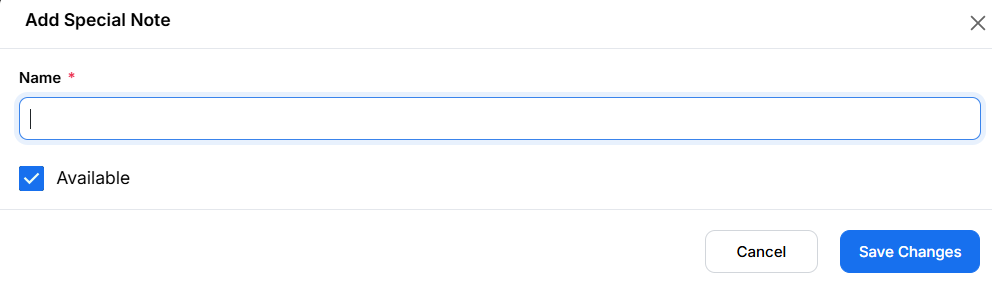 Add Special Note
Name *
Available
Cancel
Save Changes